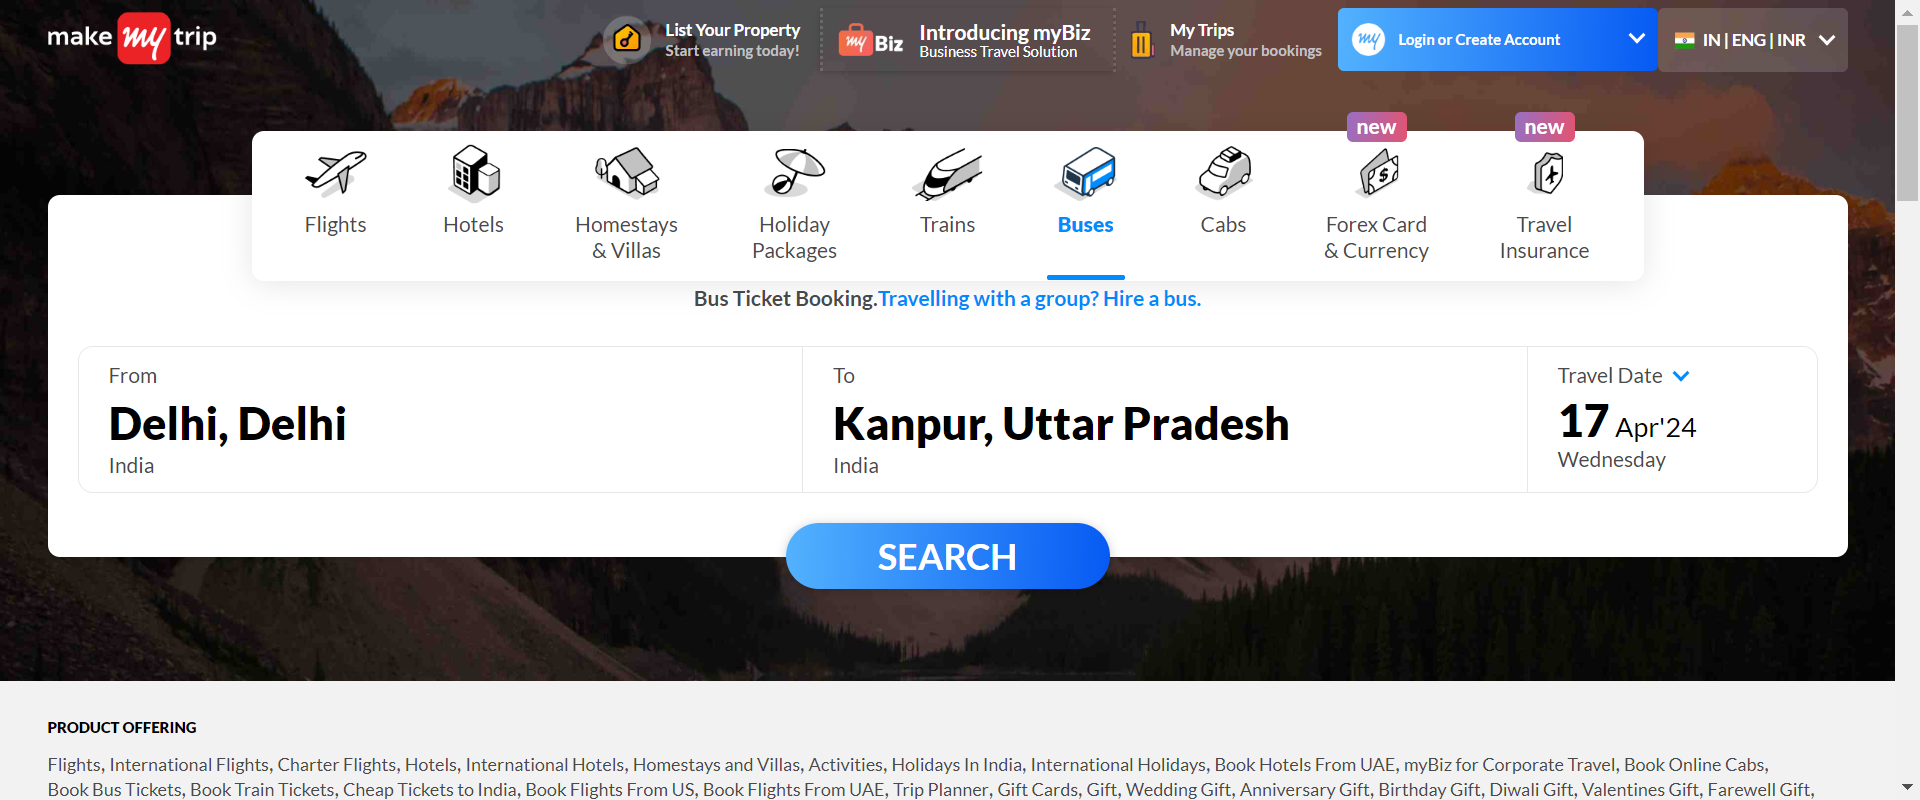 make my trip
List Your Property
Start earning today!
my Biz
Introducing myBiz
Business Travel Solution
My Trips
Manage your bookings
my
Login or Create Account
IN | ENG | INR
new
new
Flights
Hotels
Homestays
& Villas
Holiday
Packages
Trains
Buses
Cabs
Forex Card
& Currency
Travel
Insurance
Bus Ticket Booking.Travelling with a group? Hire a bus.
From
Delhi, Delhi
India
To
Kanpur, Uttar Pradesh
India
Travel Date
17 Apr'24
Wednesday
SEARCH
PRODUCT OFFERING
Flights, International Flights, Charter Flights, Hotels, International Hotels, Homestays and Villas, Activities, Holidays In India, International Holidays, Book Hotels From UAE, myBiz for Corporate Travel, Book Online Cabs,
Book Bus Tickets, Book Train Tickets, Cheap Tickets to India, Book Flights From US, Book Flights From UAE, Trip Planner, Gift Cards, Gift, Wedding Gift, Anniversary Gift, Birthday Gift, Diwali Gift, Valentines Gift, Farewell Gift,